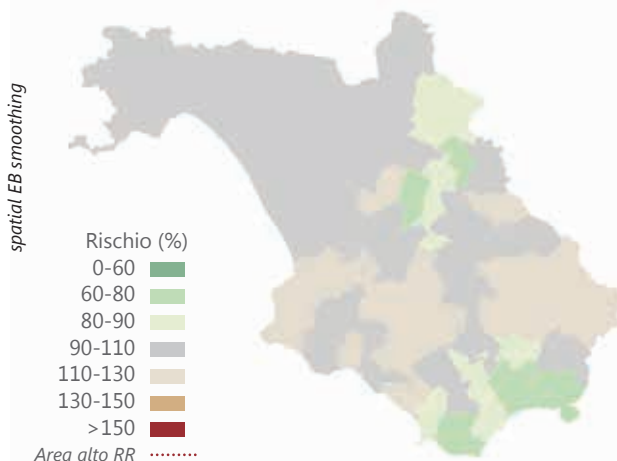 spatial EB smoothing
Rischio (%)
0-60
60-80
80-90
90-110
110-130
130-150
>150
Area alto RR